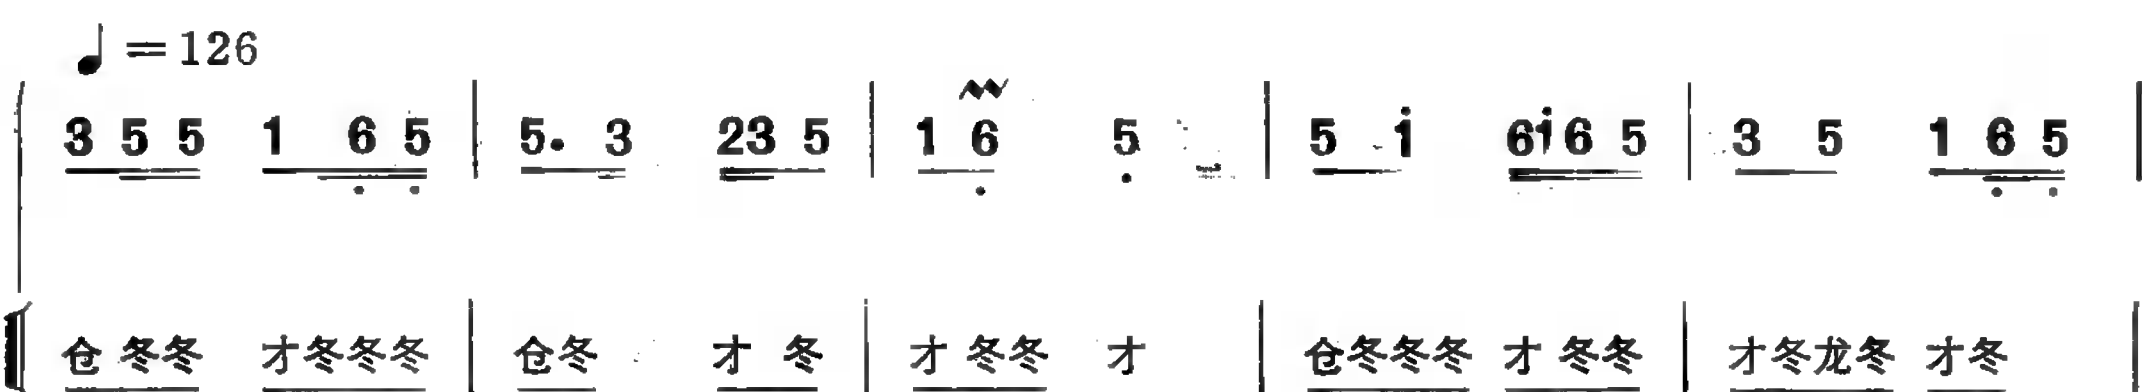 ♩=126
3 5 5 1 6 5 | 5. 3 23 5 | 1 6 5 | 5 i 6i6 5 | 3 5 1 6 5 |
仓 冬冬 才冬冬冬 | 仓冬 才 冬 | 才 冬冬 才 | 仓冬冬冬 才 冬冬 | 才冬龙冬 才冬 |